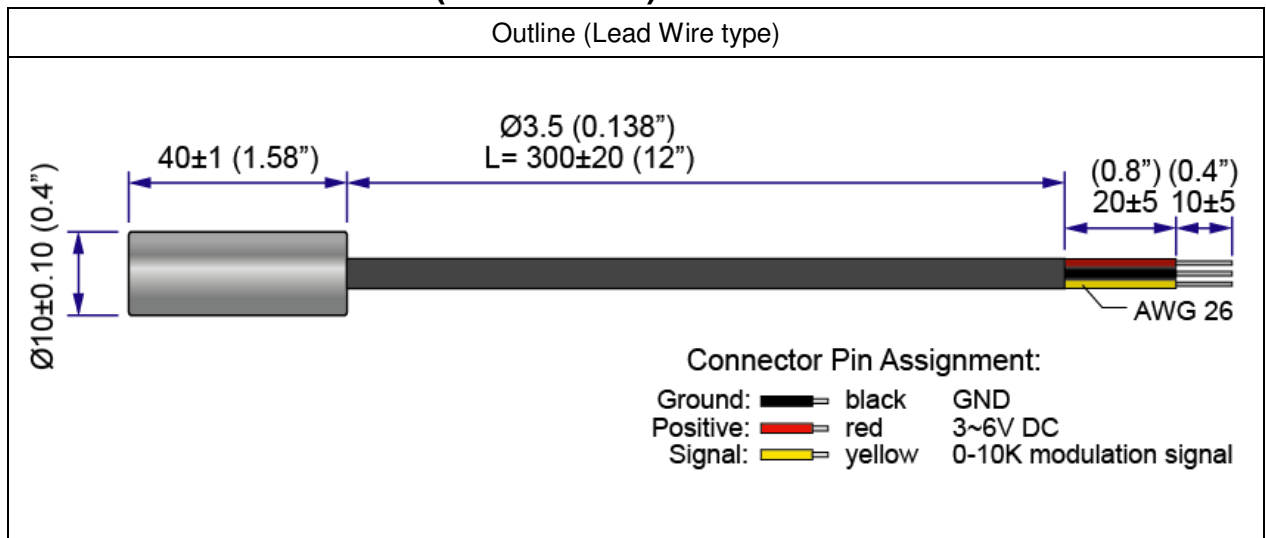 Outline (Lead Wire type)
Ø3.5 (0.138”)
40±1 (1.58”)
L= 300±20 (12”)
(0.8”) (0.4”)
20±5 10±5
Ø10±0.10 (0.4”)
AWG 26
Connector Pin Assignment:
Ground: black GND
Positive: red 3~6V DC
Signal: yellow 0-10K modulation signal